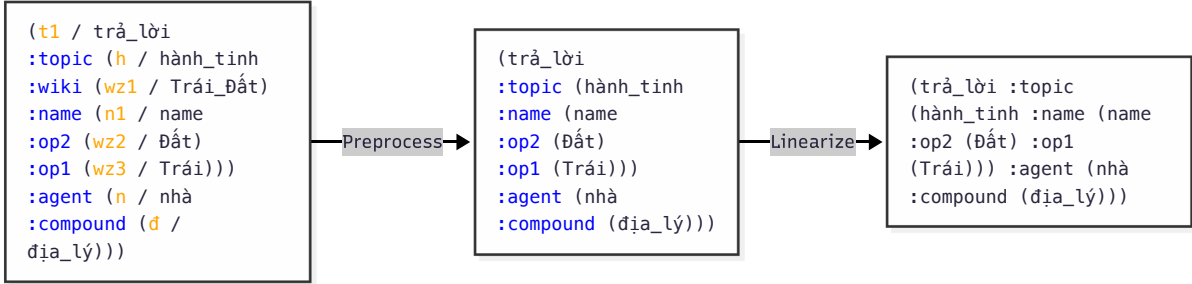 (t1 / trả_lời
:topic (h / hành_tinh
:wiki (wz1 / Trái_Đất)
:name (n1 / name
:op2 (wz2 / Đất)
:op1 (wz3 / Trái)))
:agent (n / nhà
:compound (đ /
địa_lý)))
Preprocess
(trả_lời
:topic (hành_tinh
:name (name
:op2 (Đất)
:op1 (Trái)))
:agent (nhà
:compound (địa_lý)))
Linearize
(trả_lời :topic
(hành_tinh :name (name
:op2 (Đất) :op1
(Trái))) :agent (nhà
:compound (địa_lý)))